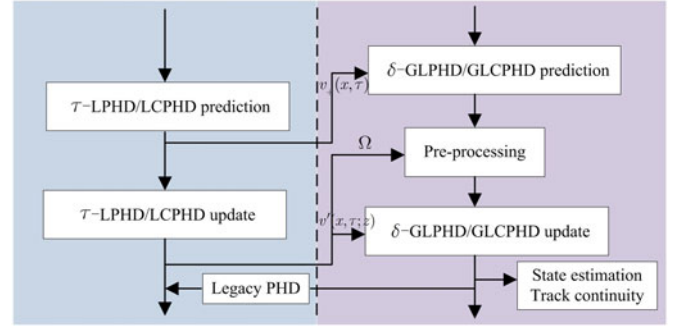 δ-GLPHD/GLCPHD prediction
v₊(x,τ)
τ-LPHD/LCPHD prediction
Ω
Pre-processing
τ-LPHD/LCPHD update
v″(x,τ;z)
δ-GLPHD/GLCPHD update
Legacy PHD
State estimation
Track continuity